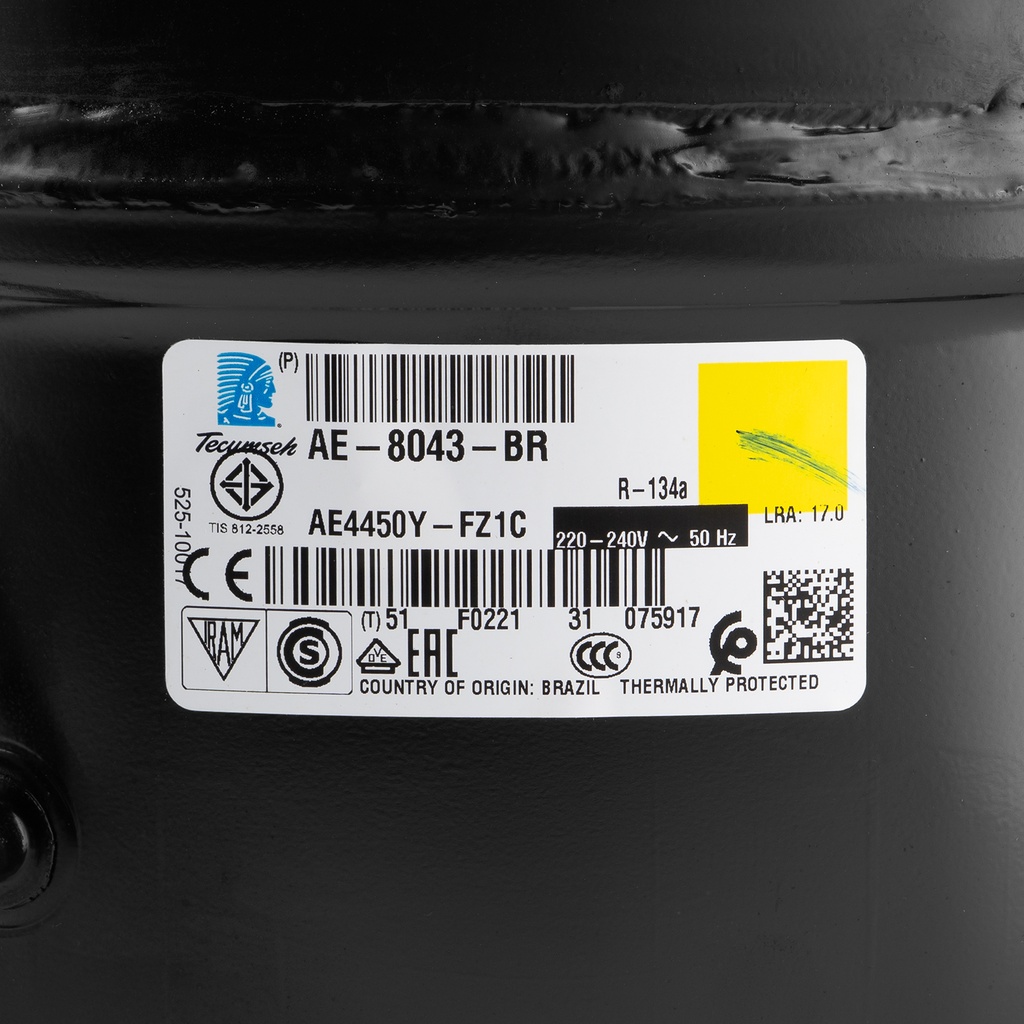 (P)
Tecumseh
AE-8043-BR
TIS 812-2558
R-134a
AE4450Y-FZ1C
220-240V ~ 50 Hz
LRA: 17.0
525-10017
CE
(T) 51 F0221 31 075917
IRAM
S
OVE
EAC
CCC S
COUNTRY OF ORIGIN: BRAZIL THERMALLY PROTECTED